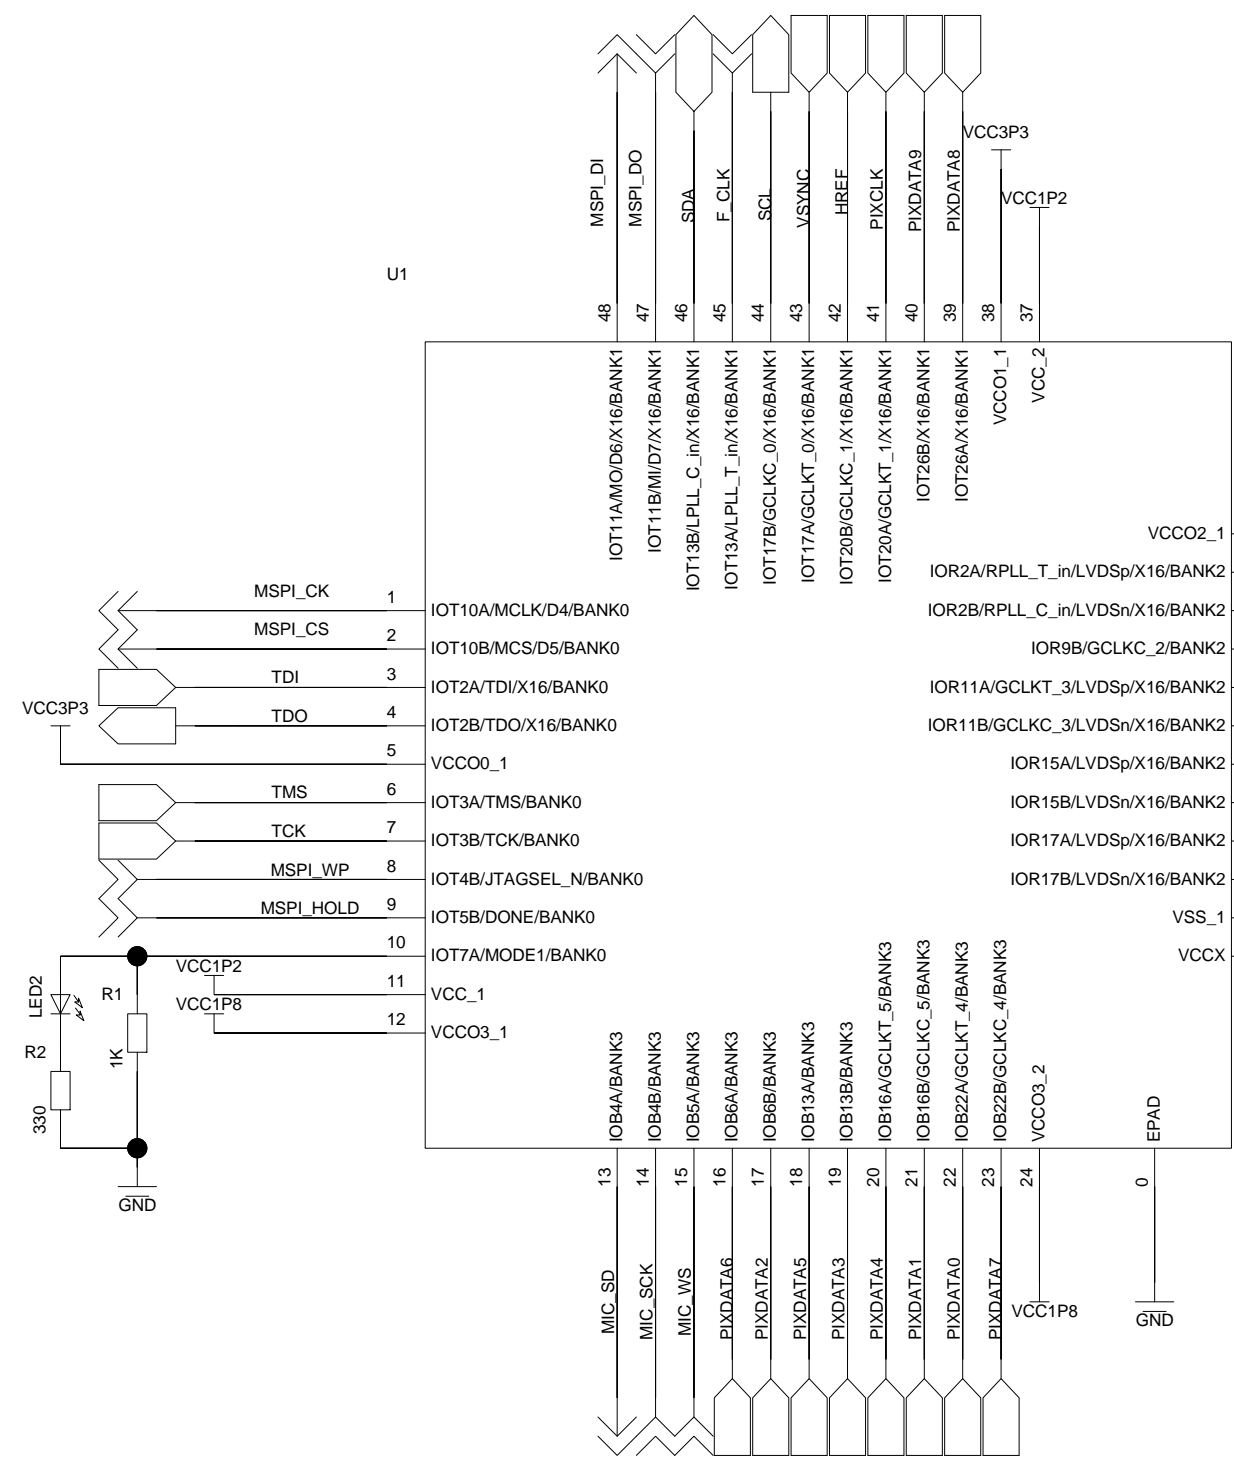 MSPI_DI
MSPI_DO
SDA
F_CLK
SCL
VSYNC
HREF
PIXCLK
PIXDATA9
PIXDATA8
VCC3P3
VCC1P2
U1
48
47
46
45
44
43
42
41
40
39
38
37
IOT11A/MO/D6/X16/BANK1
IOT11B/MI/D7/X16/BANK1
IOT13B/LPLL_C_in/X16/BANK1
IOT13A/LPLL_T_in/X16/BANK1
IOT17B/GCLKC_0/X16/BANK1
IOT17A/GCLKT_0/X16/BANK1
IOT20B/GCLKC_1/X16/BANK1
IOT20A/GCLKT_1/X16/BANK1
IOT26B/X16/BANK1
IOT26A/X16/BANK1
VCCO1_1
VCC_2
MSPI_CK 1 IOT10A/MCLK/D4/BANK0
MSPI_CS 2 IOT10B/MCS/D5/BANK0
TDI 3 IOT2A/TDI/X16/BANK0
TDO 4 IOT2B/TDO/X16/BANK0
VCC3P3 5 VCCO0_1
TMS 6 IOT3A/TMS/BANK0
TCK 7 IOT3B/TCK/BANK0
MSPI_WP 8 IOT4B/JTAGSEL_N/BANK0
MSPI_HOLD 9 IOT5B/DONE/BANK0
10 IOT7A/MODE1/BANK0
VCC1P2 11 VCC_1
VCC1P8 12 VCCO3_1
LED2
R1
1K
R2
330
GND
VCCO2_1
IOR2A/RPLL_T_in/LVDSp/X16/BANK2
IOR2B/RPLL_C_in/LVDSn/X16/BANK2
IOR9B/GCLKC_2/BANK2
IOR11A/GCLKT_3/LVDSp/X16/BANK2
IOR11B/GCLKC_3/LVDSn/X16/BANK2
IOR15A/LVDSp/X16/BANK2
IOR15B/LVDSn/X16/BANK2
IOR17A/LVDSp/X16/BANK2
IOR17B/LVDSn/X16/BANK2
VSS_1
VCCX
IOB4A/BANK3
IOB4B/BANK3
IOB5A/BANK3
IOB6A/BANK3
IOB6B/BANK3
IOB13A/BANK3
IOB13B/BANK3
IOB16A/GCLKT_5/BANK3
IOB16B/GCLKC_5/BANK3
IOB22A/GCLKT_4/BANK3
IOB22B/GCLKC_4/BANK3
VCCO3_2
EPAD
13
14
15
16
17
18
19
20
21
22
23
24
0
MIC_SD
MIC_SCK
MIC_WS
PIXDATA6
PIXDATA2
PIXDATA5
PIXDATA3
PIXDATA4
PIXDATA1
PIXDATA0
PIXDATA7
VCC1P8
GND